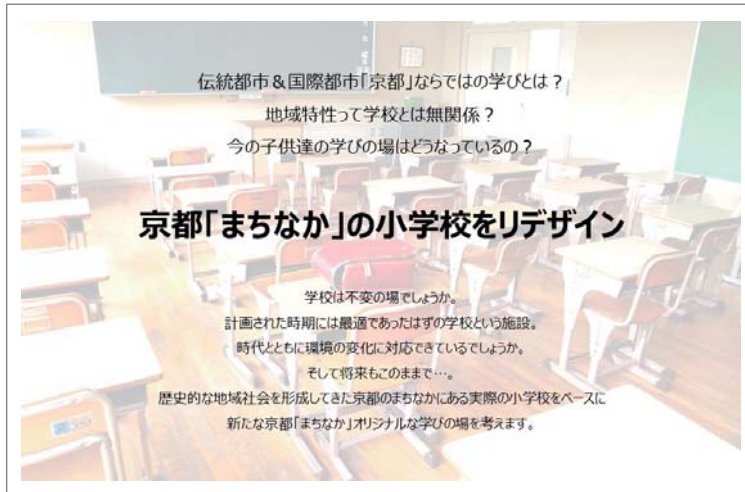 伝統都市＆国際都市「京都」ならではの学びとは？
地域特性って学校とは無関係？
今の子供達の学びの場はどうなっているの？
京都「まちなか」の小学校をリデザイン
学校は不変の場でしょうか。
計画された時期には最適であったはずの学校という施設。
時代とともに環境の変化に対応できているでしょうか。
そして将来もこのままで…。
歴史的な地域社会を形成してきた京都のまちなかにある実際の小学校をベースに
新たな京都「まちなか」オリジナルな学びの場を考えます。